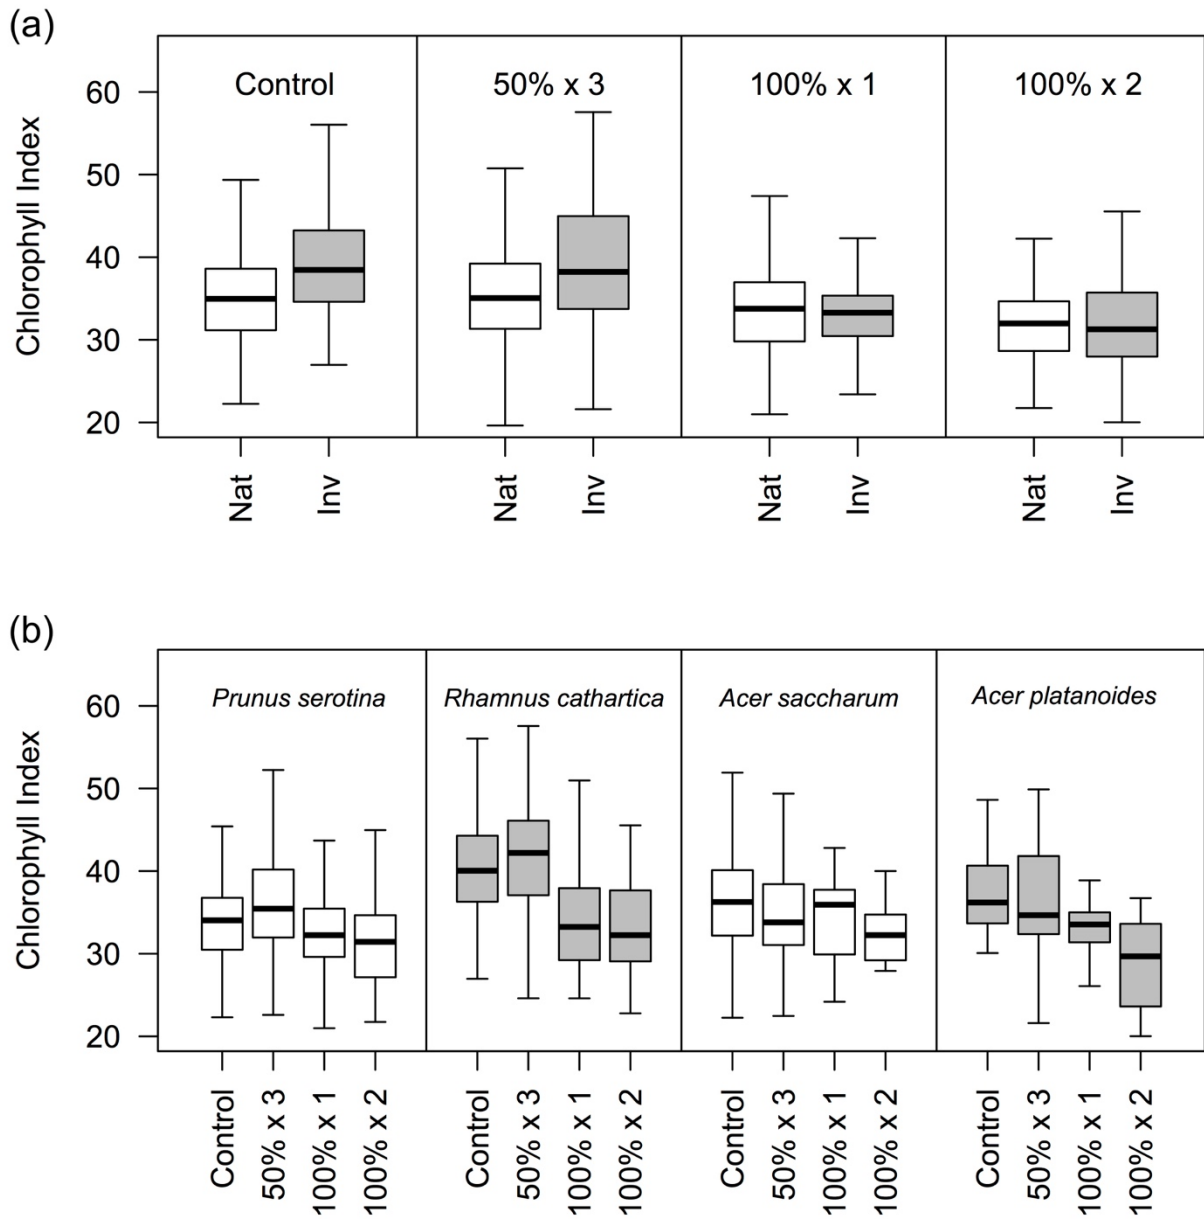 (a)
Control 50% x 3 100% x 1 100% x 2
Chlorophyll Index
60
50
40
30
20
Nat Inv Nat Inv Nat Inv Nat Inv
(b)
Prunus serotina Rhamnus cathartica Acer saccharum Acer platanoides
Chlorophyll Index
60
50
40
30
20
Control 50% x 3 100% x 1 100% x 2 Control 50% x 3 100% x 1 100% x 2 Control 50% x 3 100% x 1 100% x 2 Control 50% x 3 100% x 1 100% x 2